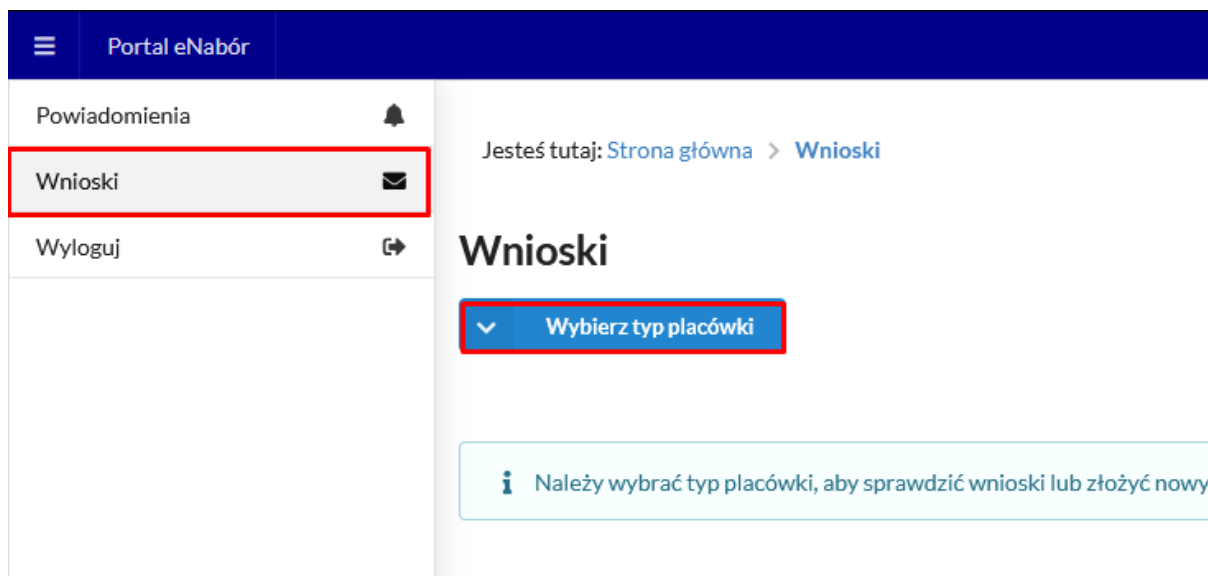 Portal eNabór
Powiadomienia
Wnioski
Wyloguj
Jesteś tutaj: Strona główna > Wnioski
Wnioski
Wybierz typ placówki
Należy wybrać typ placówki, aby sprawdzić wnioski lub złożyć nowy